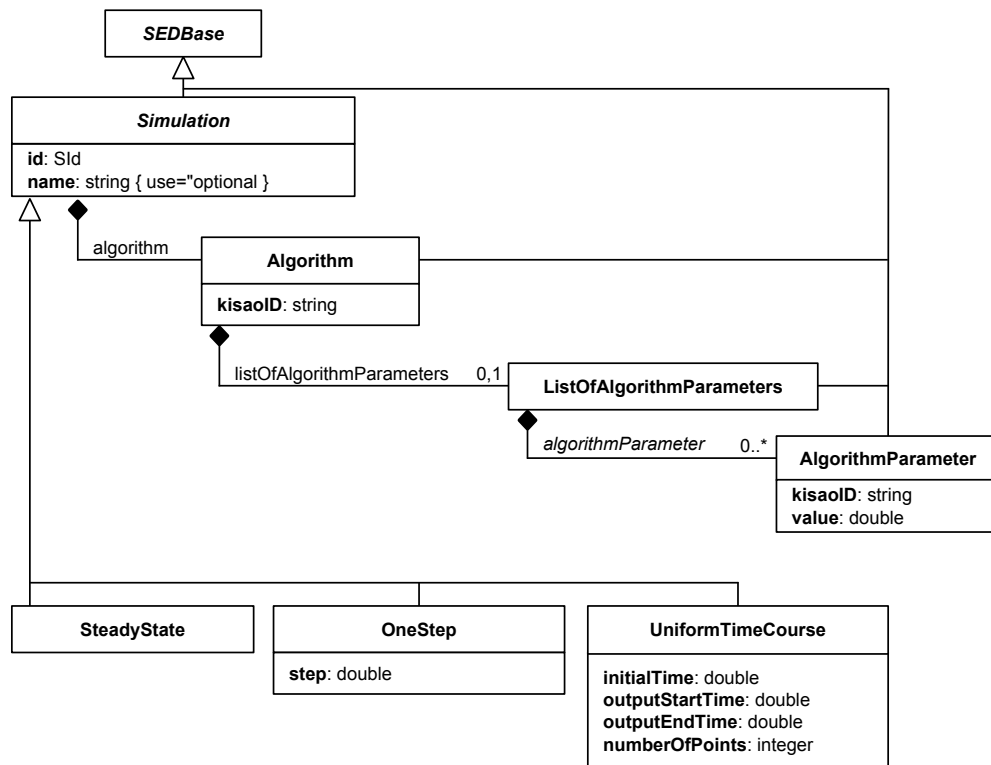 SEDBase
Simulation
id: SId
name: string { use="optional }
algorithm
Algorithm
kisaoID: string
listOfAlgorithmParameters 0,1
ListOfAlgorithmParameters
algorithmParameter 0..*
AlgorithmParameter
kisaoID: string
value: double
SteadyState
OneStep
step: double
UniformTimeCourse
initialTime: double
outputStartTime: double
outputEndTime: double
numberOfPoints: integer